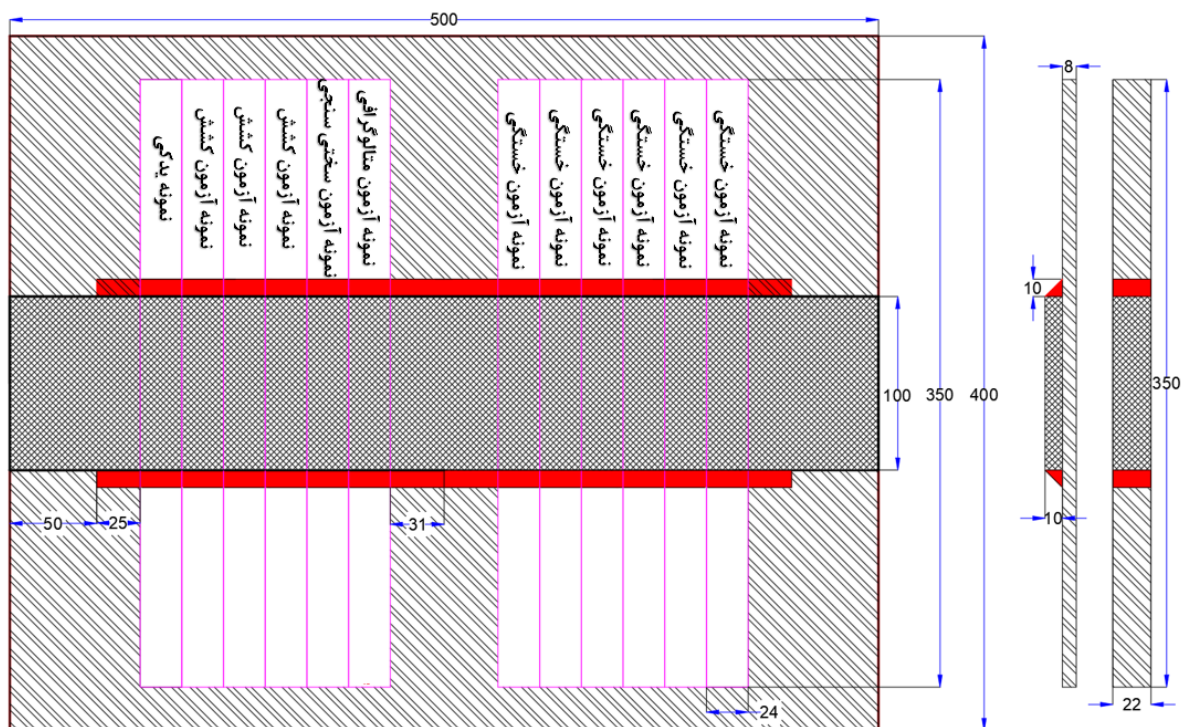 500
8
نمونه یدکی
نمونه آزمون کشش
نمونه آزمون کشش
نمونه آزمون کشش
نمونه آزمون سختی سنجی
نمونه آزمون متالوگرافی
نمونه آزمون خستگی
نمونه آزمون خستگی
نمونه آزمون خستگی
نمونه آزمون خستگی
نمونه آزمون خستگی
نمونه آزمون خستگی
10
100
350
400
350
50
25
31
10
24
22